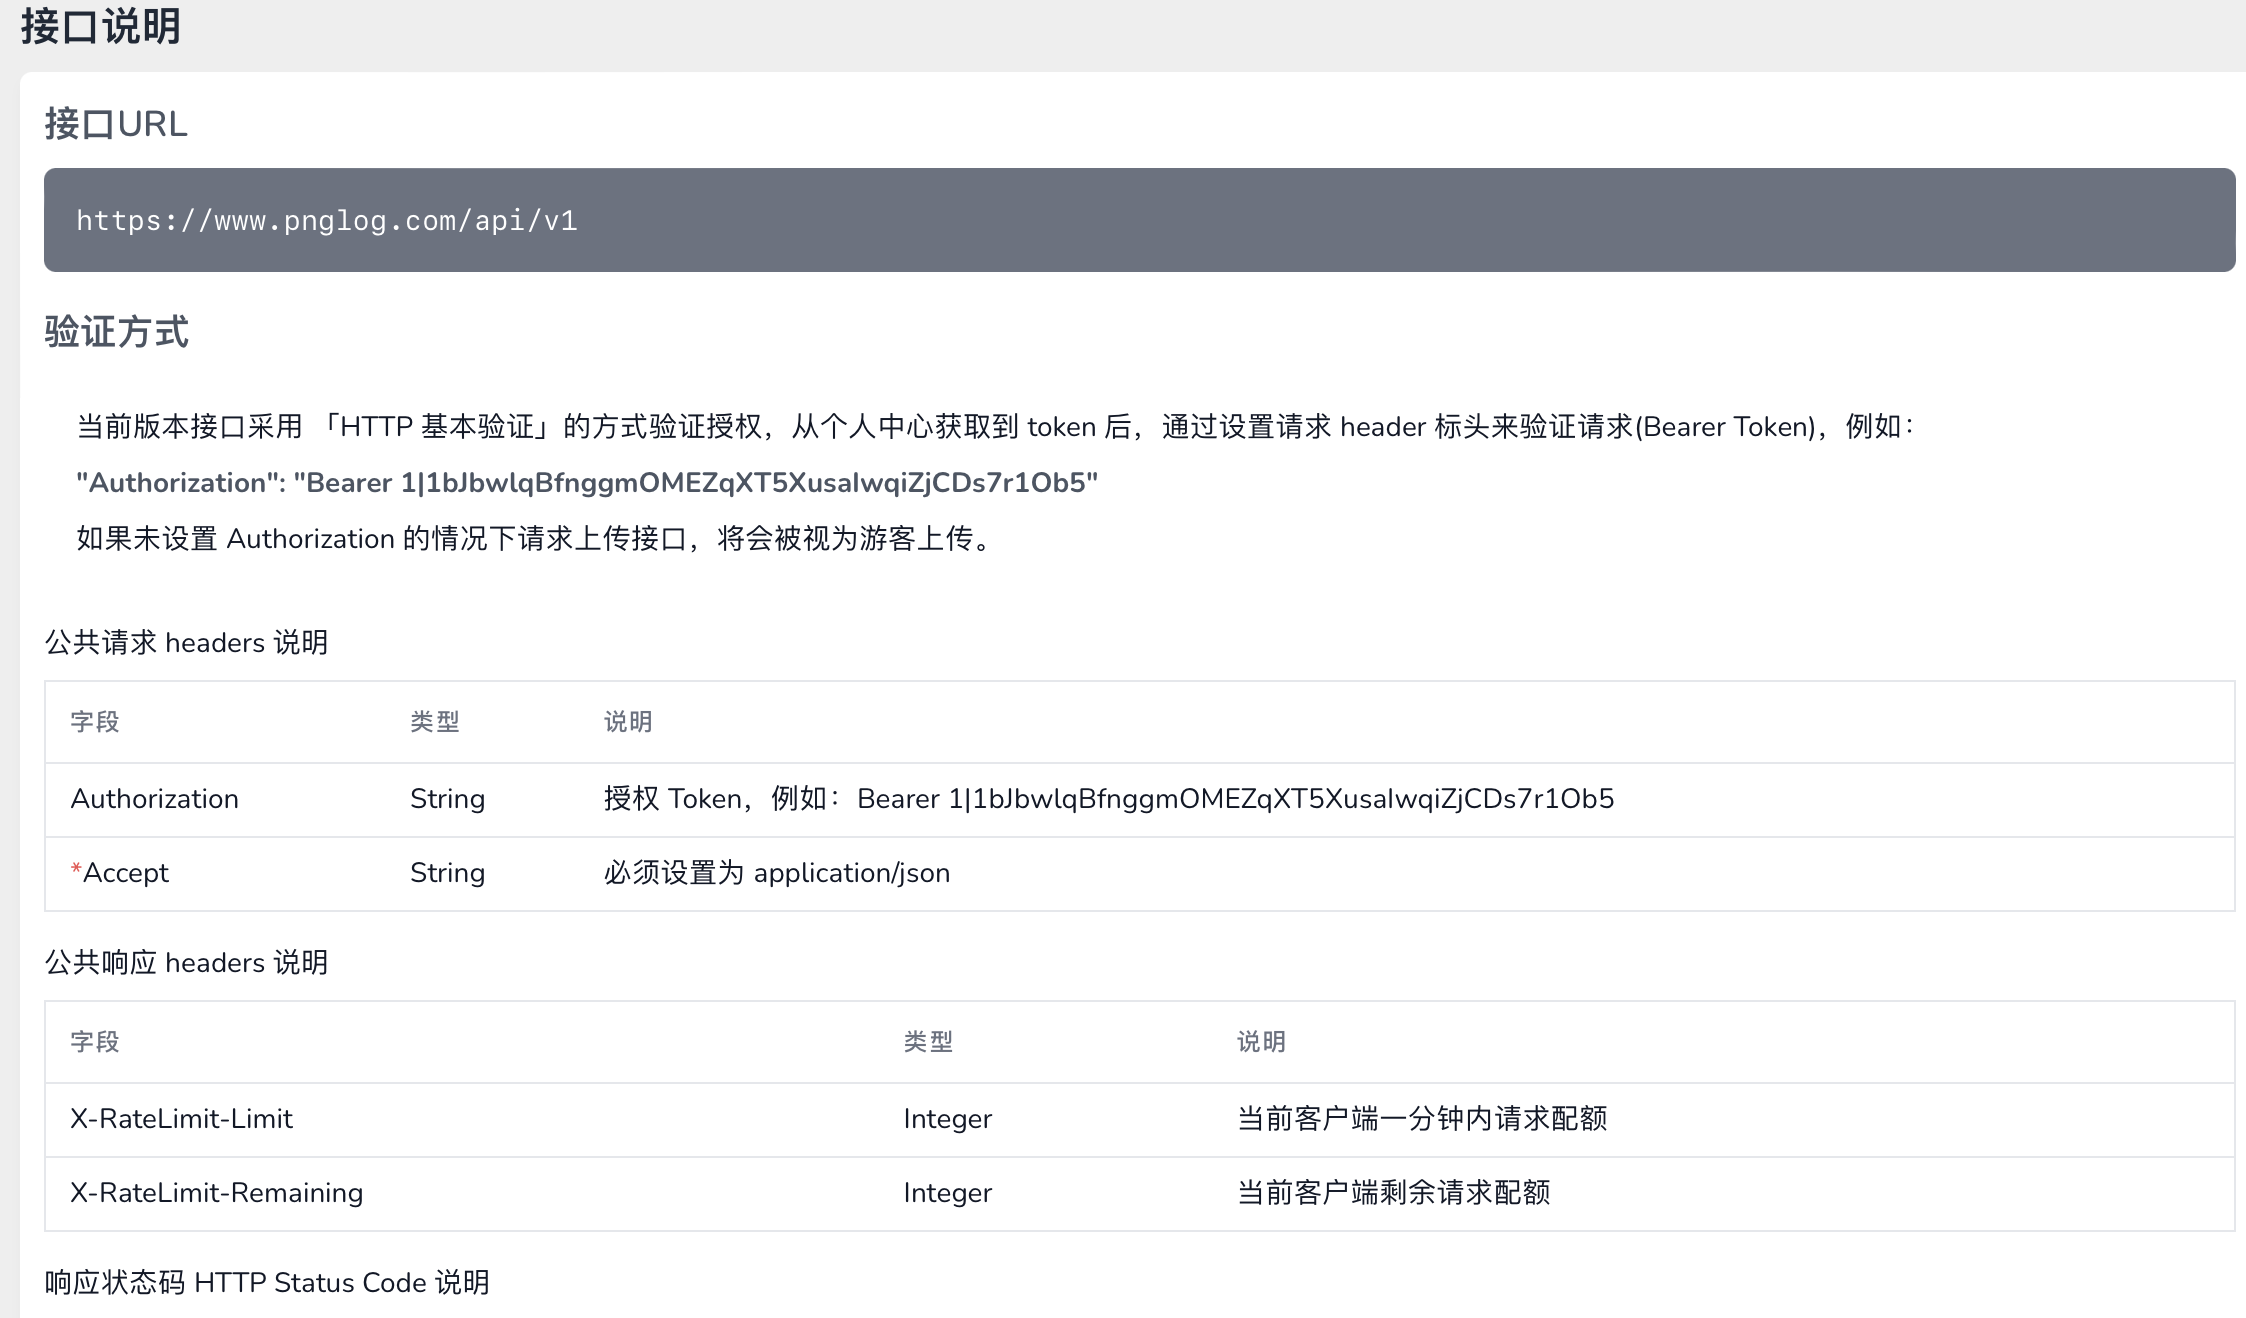 接口说明
接口URL
https://www.pnglog.com/api/v1
验证方式
当前版本接口采用 「HTTP 基本验证」的方式验证授权，从个人中心获取到 token 后，通过设置请求 header 标头来验证请求(Bearer Token)，例如：
"Authorization": "Bearer 1|1bJbwlqBfnggmOMEZqXT5XusaIwqiZjCDs7r1Ob5"
如果未设置 Authorization 的情况下请求上传接口，将会被视为游客上传。
公共请求 headers 说明
字段 类型 说明
Authorization String 授权 Token，例如：Bearer 1|1bJbwlqBfnggmOMEZqXT5XusaIwqiZjCDs7r1Ob5
*Accept String 必须设置为 application/json
公共响应 headers 说明
字段 类型 说明
X-RateLimit-Limit Integer 当前客户端一分钟内请求配额
X-RateLimit-Remaining Integer 当前客户端剩余请求配额
响应状态码 HTTP Status Code 说明